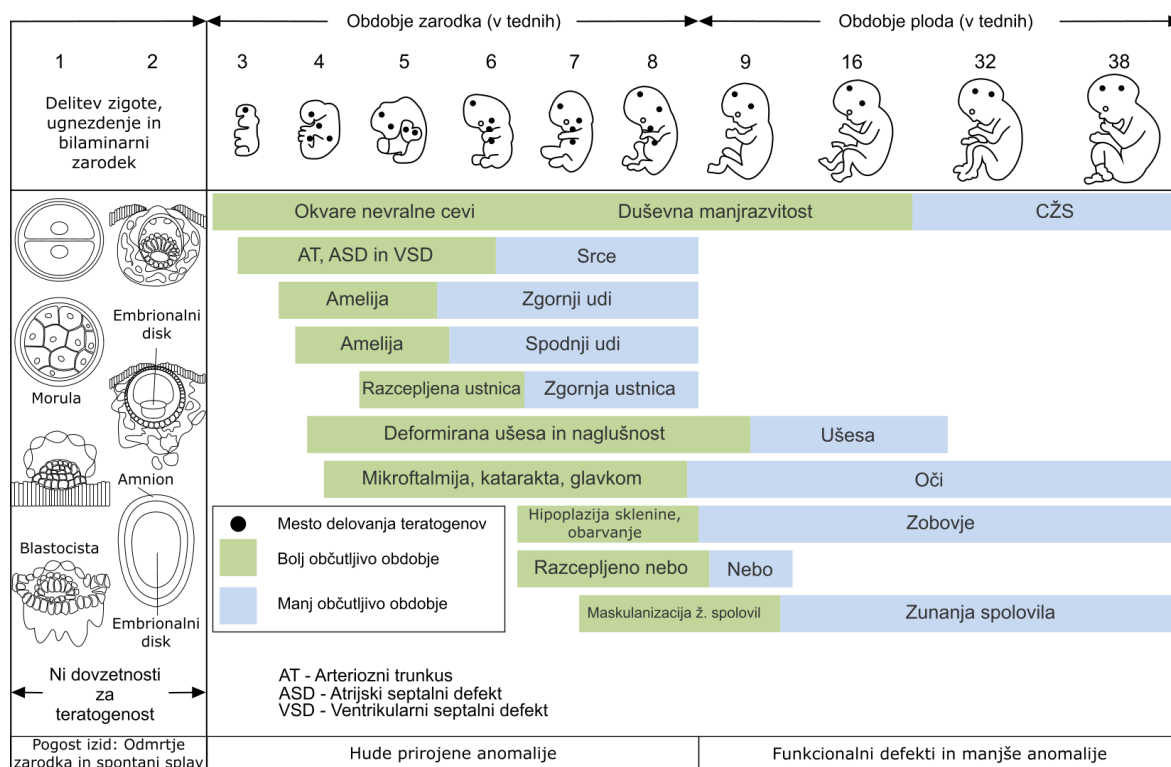 Obdobje zarodka (v tednih)
Obdobje ploda (v tednih)
1
2
3
4
5
6
7
8
9
16
32
38
Delitev zigote,
ugnezdenje in
bilaminarni
zarodek
Okvare nevralne cevi
Duševna manjrazvitost
CŽS
AT, ASD in VSD
Srce
Amelija
Zgornji udi
Embrionalni
disk
Amelija
Spodnji udi
Razcepljena ustnica
Zgornja ustnica
Morula
Deformirana ušesa in naglušnost
Ušesa
Mikroftalmija, katarakta, glavkom
Oči
Amnion
Hipoplazija sklenine,
obarvanje
Zobovje
Mesto delovanja teratogenov
Blastocista
Bolj občutljivo obdobje
Razcepljeno nebo
Nebo
Manj občutljivo obdobje
Maskulanizacija ž. spolovil
Zunanja spolovila
Embrionalni
disk
Ni dovzetnosti
za
teratogenost
AT - Arteriozni trunkus
ASD - Atrijski septalni defekt
VSD - Ventrikularni septalni defekt
Pogost izid: Odmrtje
zarodka in spontani splav
Hude prirojene anomalije
Funkcionalni defekti in manjše anomalije